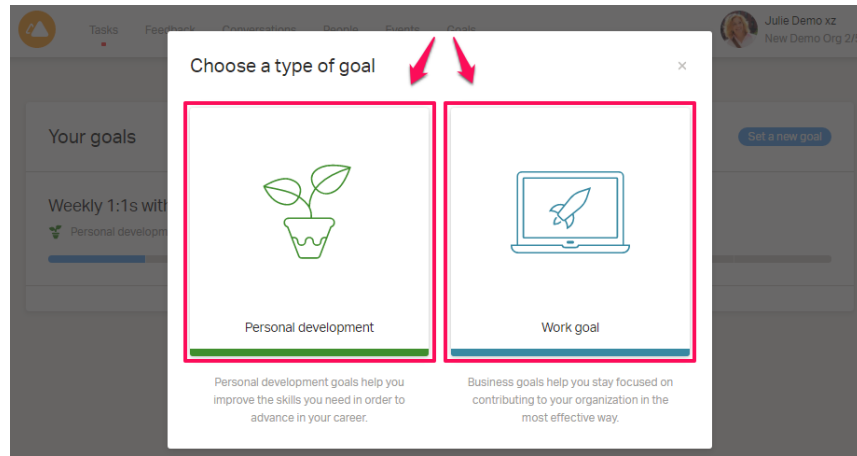 Tasks Feedback Conversations People Events Goals
Julie Demo xz
New Demo Org 2/
Choose a type of goal ×
Your goals
Set a new goal
Weekly 1:1s with
Personal developm
Personal development
Work goal
Personal development goals help you
improve the skills you need in order to
advance in your career.
Business goals help you stay focused on
contributing to your organization in the
most effective way.